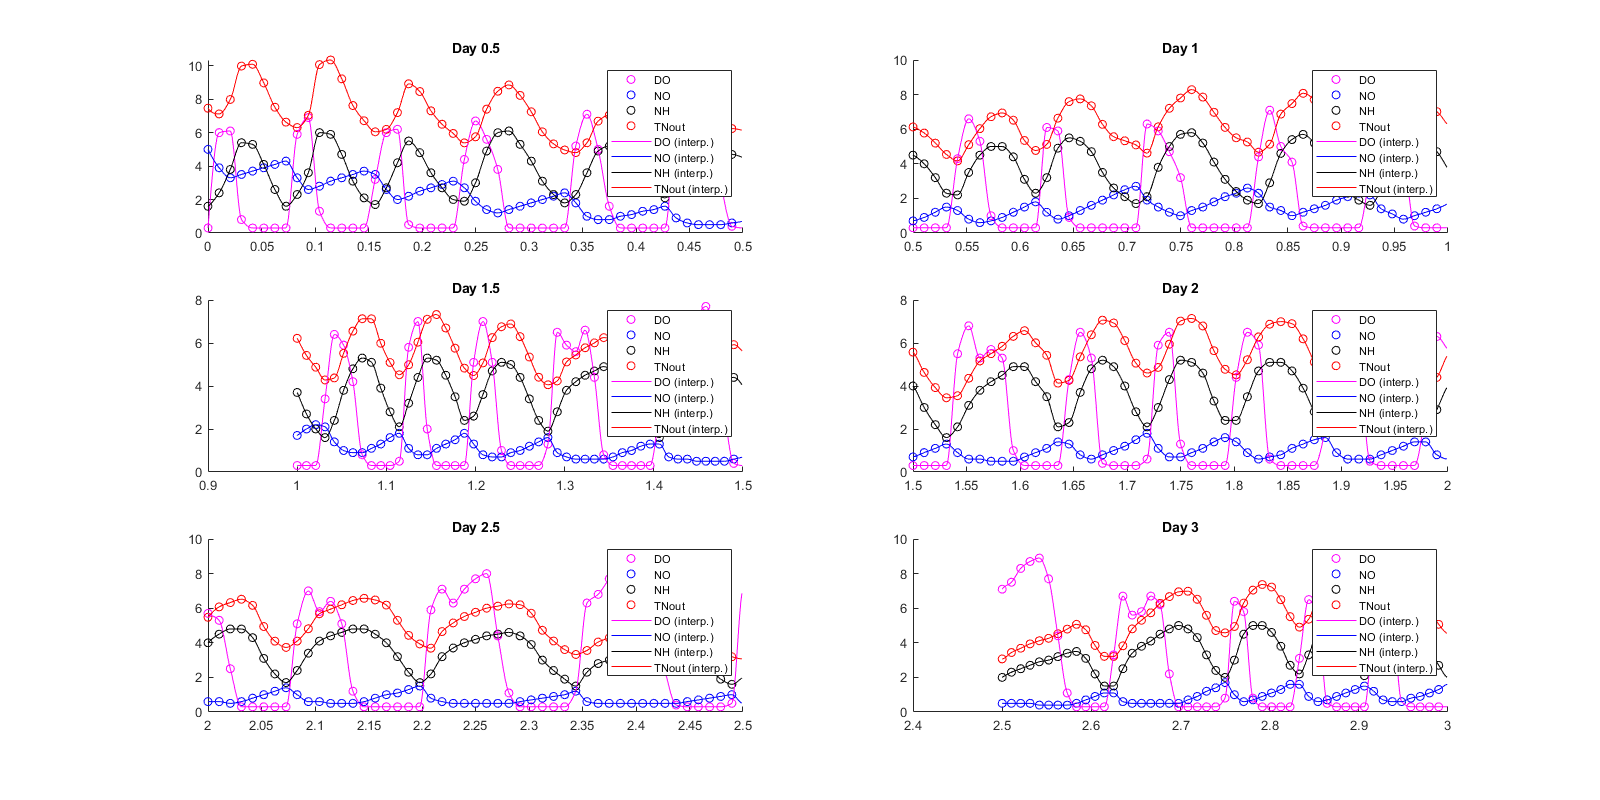 Day 0.5
10
8
6
4
2
0
0 0.05 0.1 0.15 0.2 0.25 0.3 0.35 0.4 0.45 0.5
DO
NO
NH
TNout
DO (interp.)
NO (interp.)
NH (interp.)
TNout (interp.)
Day 1
10
8
6
4
2
0
0.5 0.55 0.6 0.65 0.7 0.75 0.8 0.85 0.9 0.95 1
DO
NO
NH
TNout
DO (interp.)
NO (interp.)
NH (interp.)
TNout (interp.)
Day 1.5
8
6
4
2
0
0.9 1 1.1 1.2 1.3 1.4 1.5
DO
NO
NH
TNout
DO (interp.)
NO (interp.)
NH (interp.)
TNout (interp.)
Day 2
8
6
4
2
0
1.5 1.55 1.6 1.65 1.7 1.75 1.8 1.85 1.9 1.95 2
DO
NO
NH
TNout
DO (interp.)
NO (interp.)
NH (interp.)
TNout (interp.)
Day 2.5
10
8
6
4
2
0
2 2.05 2.1 2.15 2.2 2.25 2.3 2.35 2.4 2.45 2.5
DO
NO
NH
TNout
DO (interp.)
NO (interp.)
NH (interp.)
TNout (interp.)
Day 3
10
8
6
4
2
0
2.4 2.5 2.6 2.7 2.8 2.9 3
DO
NO
NH
TNout
DO (interp.)
NO (interp.)
NH (interp.)
TNout (interp.)